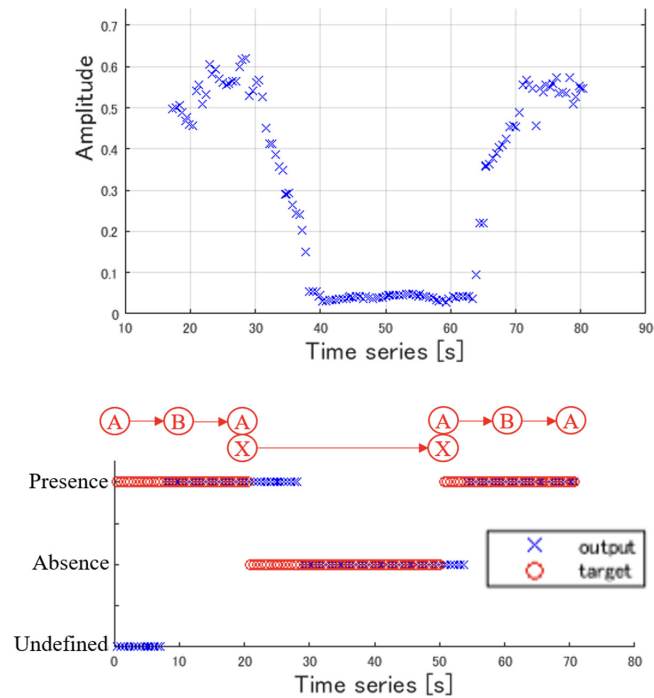 0.7
0.6
0.5
0.4
0.3
0.2
0.1
0
Amplitude
10 20 30 40 50 60 70 80 90
Time series [s]
A B A A B A
X X
Presence
Absence
Undefined
output
target
0 10 20 30 40 50 60 70 80
Time series [s]